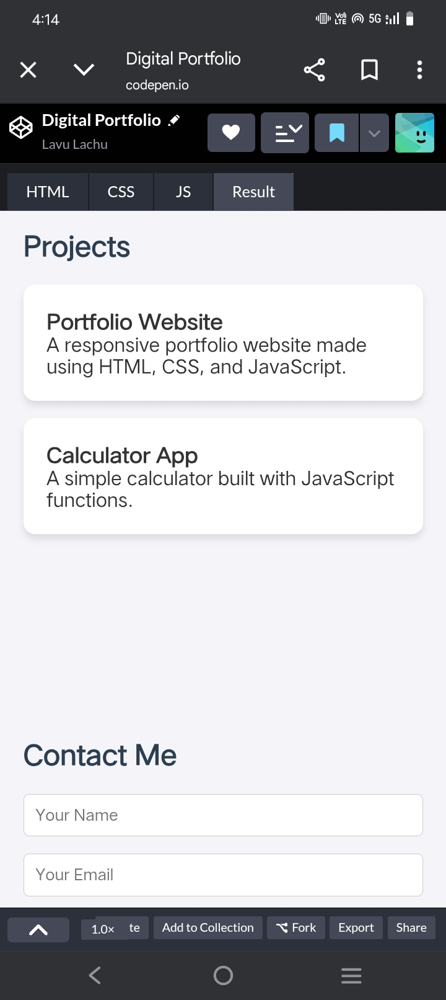 4:14
Vo) LTE 5G
Digital Portfolio
codepen.io
Digital Portfolio
Lavu Lachu
HTML CSS JS Result
Projects
Portfolio Website
A responsive portfolio website made
using HTML, CSS, and JavaScript.
Calculator App
A simple calculator built with JavaScript
functions.
Contact Me
Your Name
Your Email
1.0× te Add to Collection Fork Export Share